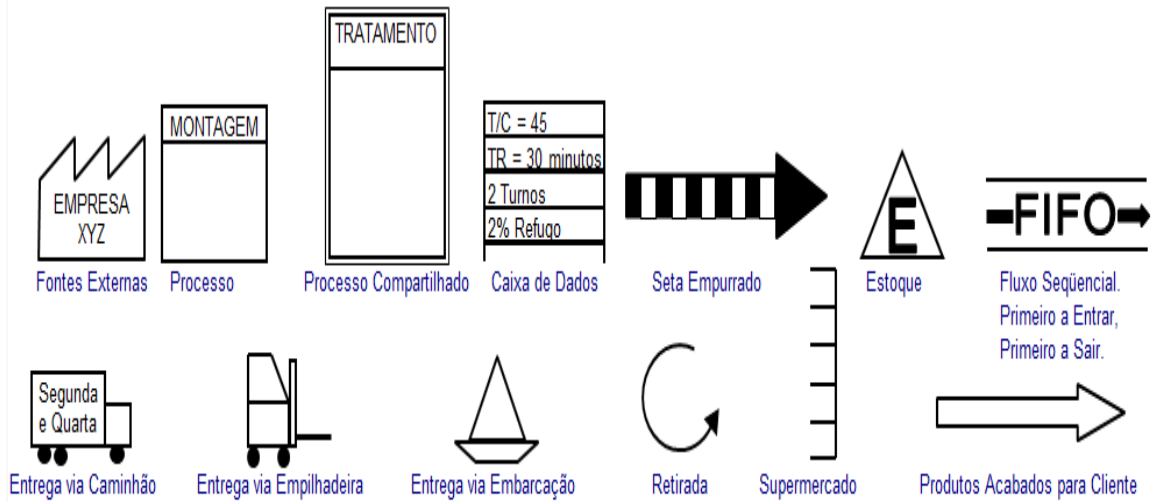 TRATAMENTO
MONTAGEM
EMPRESA
XYZ
T/C = 45
TR = 30 minutos
2 Turnos
2% Refugo
E
FIFO
Fontes Externas
Processo
Processo Compartilhado
Caixa de Dados
Seta Empurrado
Estoque
Fluxo Seqüencial.
Primeiro a Entrar,
Primeiro a Sair.
Segunda
e Quarta
Entrega via Caminhão
Entrega via Empilhadeira
Entrega via Embarcação
Retirada
Supermercado
Produtos Acabados para Cliente